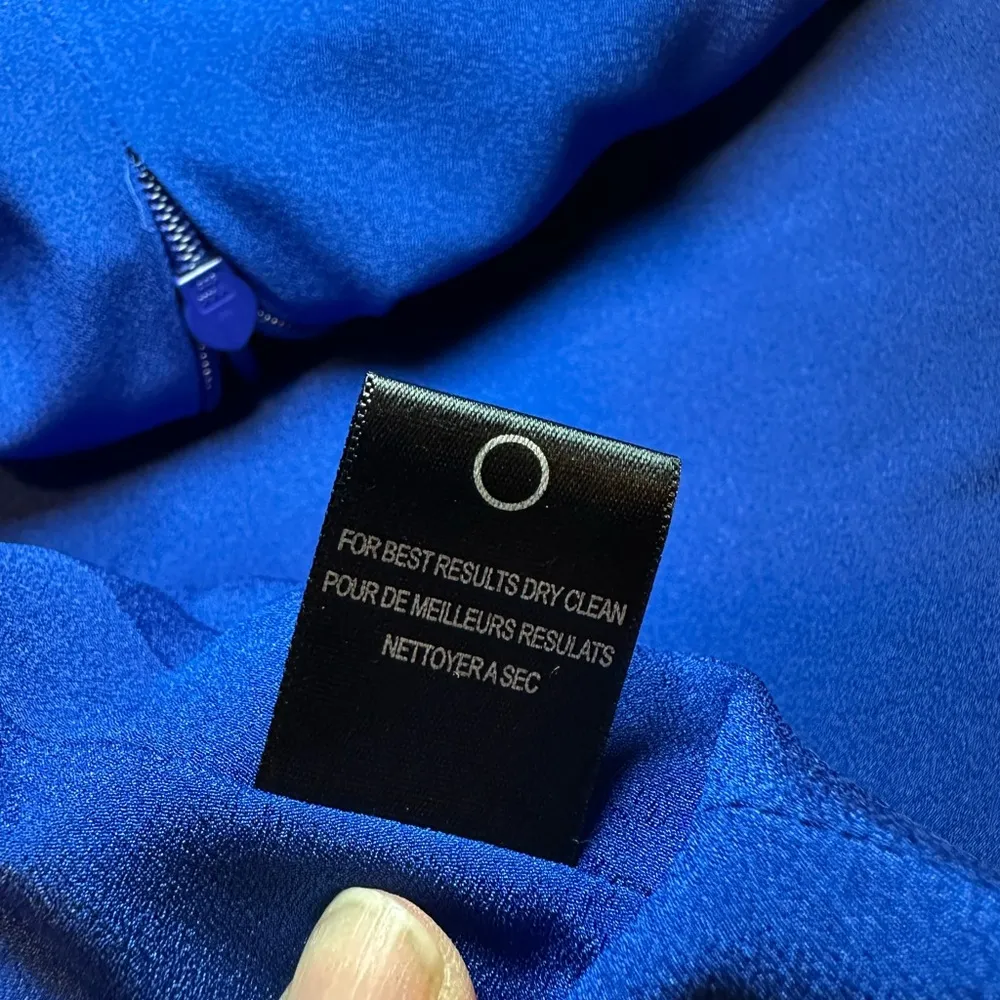 FOR BEST RESULTS DRY CLEAN
POUR DE MEILLEURS RESULATS
NETTOYER A SEC